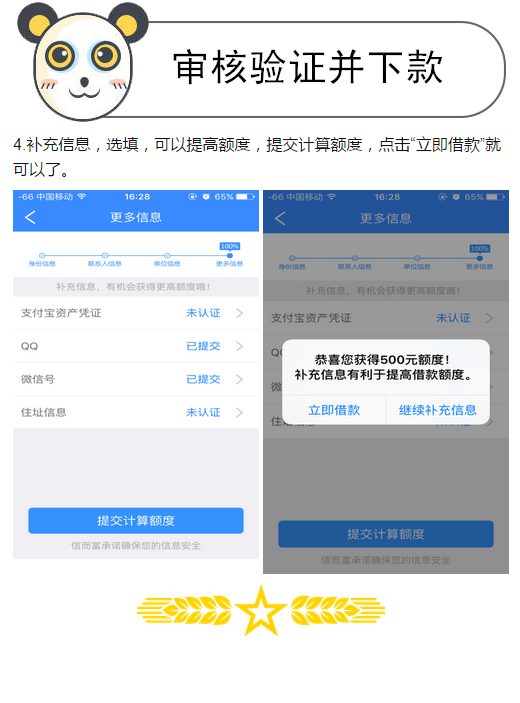 审核验证并下款
4.补充信息，选填，可以提高额度，提交计算额度，点击“立即借款”就
可以了。
-66 中国移动 16:28 65%
更多信息
100%
身份信息 联系人信息 单位信息 更多信息
补充信息，有机会获得更高额度哦！
支付宝资产凭证 未认证
QQ 已提交
微信号 已提交
住址信息 未认证
提交计算额度
信而富承诺确保您的信息安全
-66 中国移动 16:28 65%
更多信息
100%
身份信息 联系人信息 单位信息 更多信息
补充信息，有机会获得更高额度哦！
支付宝资产凭证 未认证
恭喜您获得500元额度！
补充信息有利于提高借款额度。
立即借款 继续补充信息
提交计算额度
信而富承诺确保您的信息安全